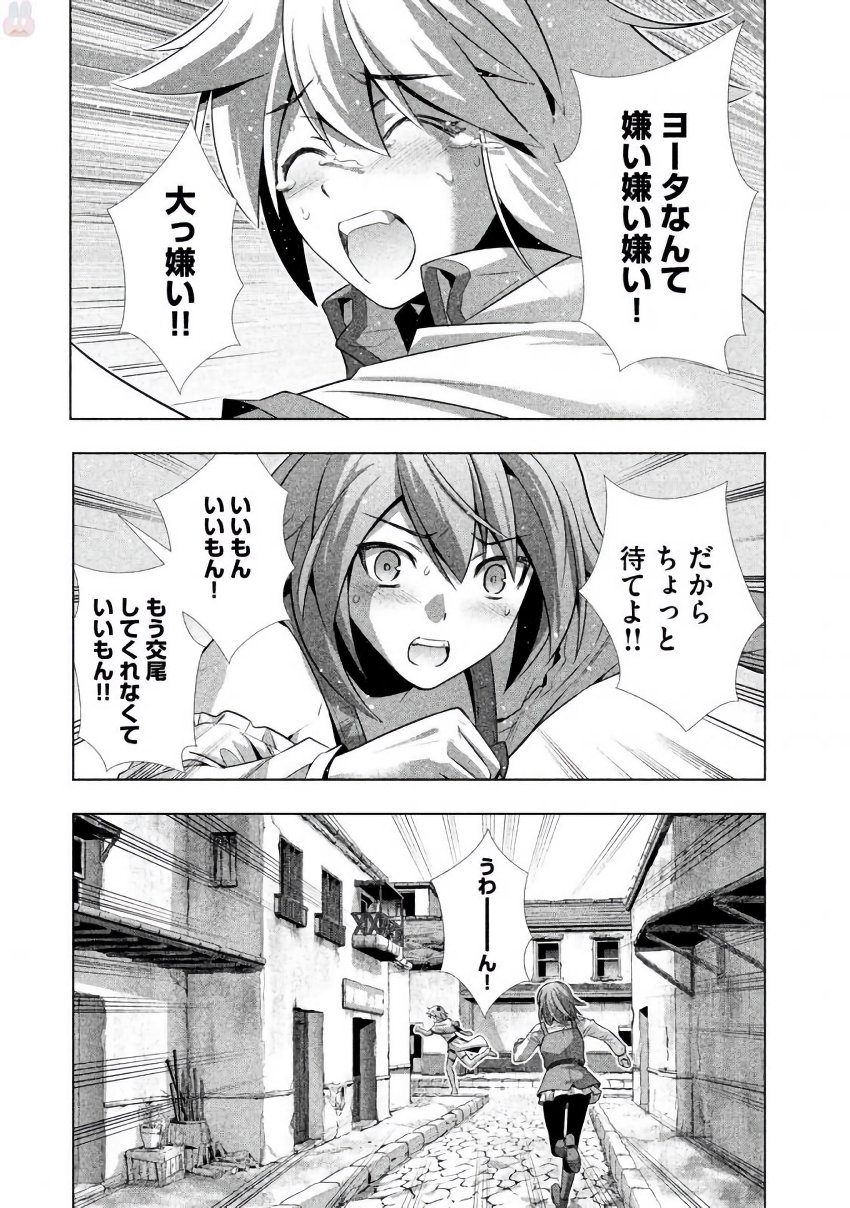 ヨータなんて
嫌い嫌い嫌い！
大っ嫌い!!
だから
ちょっと
待てよ!!
いいもん
いいもん！
もう交尾
してくれなくて
いいもん!!
うわーーん！